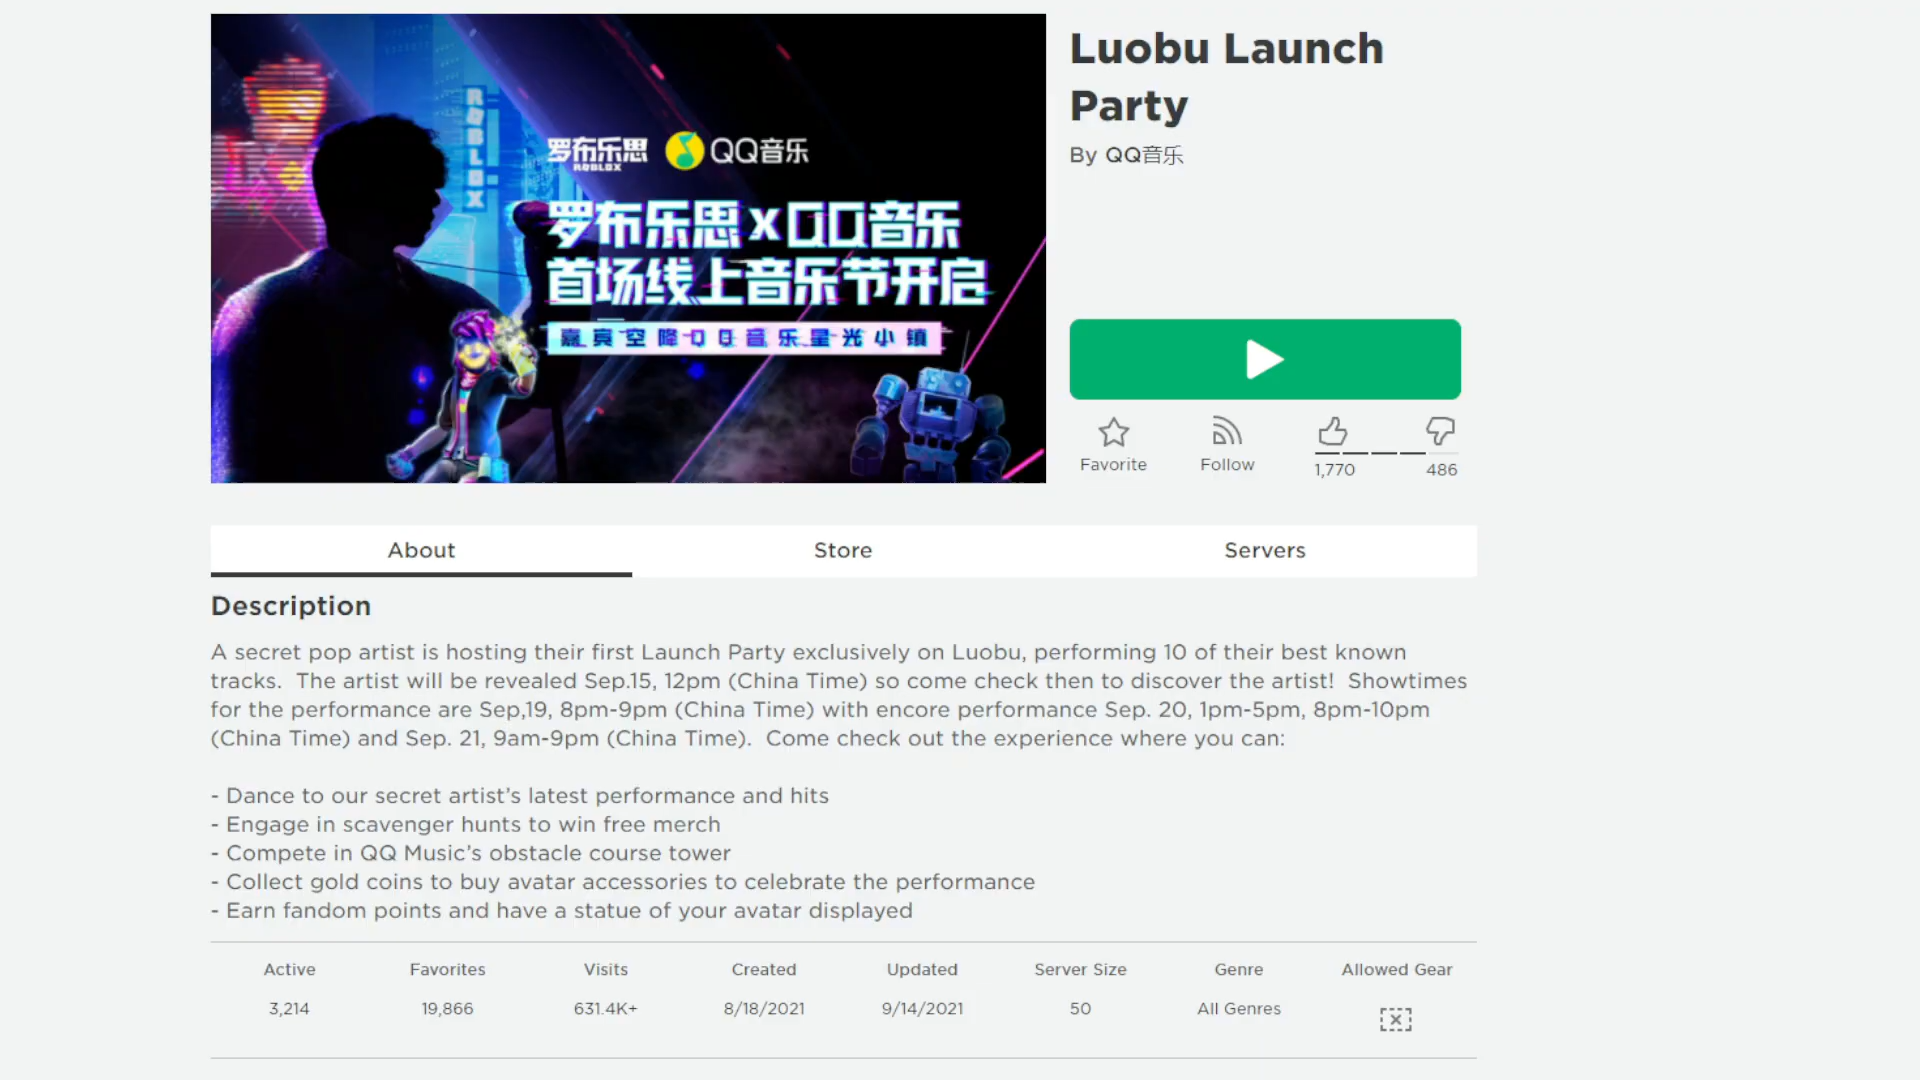 ROBLOX
罗布乐思
ROBLOX
QQ音乐
罗布乐思 X QQ音乐
首场线上音乐节开启
嘉宾空降QQ音乐星光小镇
Luobu Launch
Party
By QQ音乐
Favorite
Follow
1,770
486
About
Store
Servers
Description
A secret pop artist is hosting their first Launch Party exclusively on Luobu, performing 10 of their best known
tracks.  The artist will be revealed Sep.15, 12pm (China Time) so come check then to discover the artist!  Showtimes
for the performance are Sep,19, 8pm-9pm (China Time) with encore performance Sep. 20, 1pm-5pm, 8pm-10pm
(China Time) and Sep. 21, 9am-9pm (China Time).  Come check out the experience where you can:
- Dance to our secret artist’s latest performance and hits
- Engage in scavenger hunts to win free merch
- Compete in QQ Music’s obstacle course tower
- Collect gold coins to buy avatar accessories to celebrate the performance
- Earn fandom points and have a statue of your avatar displayed
Active Favorites Visits Created Updated Server Size Genre Allowed Gear
3,214 19,866 631.4K+ 8/18/2021 9/14/2021 50 All Genres